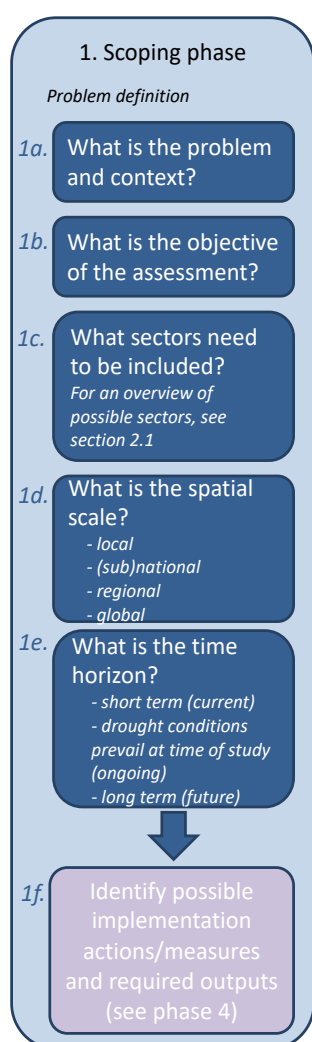 1. Scoping phase
Problem definition
1a.
What is the problem
and context?
1b.
What is the objective
of the assessment?
1c.
What sectors need
to be included?
For an overview of
possible sectors, see
section 2.1
1d.
What is the spatial
scale?
- local
- (sub)national
- regional
- global
1e.
What is the time
horizon?
- short term (current)
- drought conditions
prevail at time of study
(ongoing)
- long term (future)
1f.
Identify possible
implementation
actions/measures
and required outputs
(see phase 4)